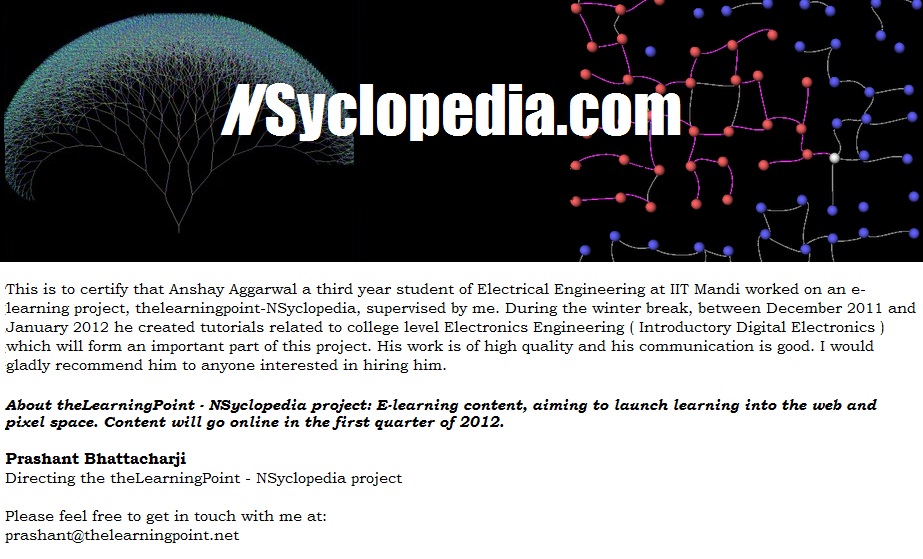 NSyclopedia.com
This is to certify that Anshay Aggarwal a third year student of Electrical Engineering at IIT Mandi worked on an e-
learning project, thelearningpoint-NSyclopedia, supervised by me. During the winter break, between December 2011 and
January 2012 he created tutorials related to college level Electronics Engineering ( Introductory Digital Electronics )
which will form an important part of this project. His work is of high quality and his communication is good. I would
gladly recommend him to anyone interested in hiring him.
About theLearningPoint - NSyclopedia project: E-learning content, aiming to launch learning into the web and
pixel space. Content will go online in the first quarter of 2012.
Prashant Bhattacharji
Directing the theLearningPoint - NSyclopedia project
Please feel free to get in touch with me at:
prashant@thelearningpoint.net